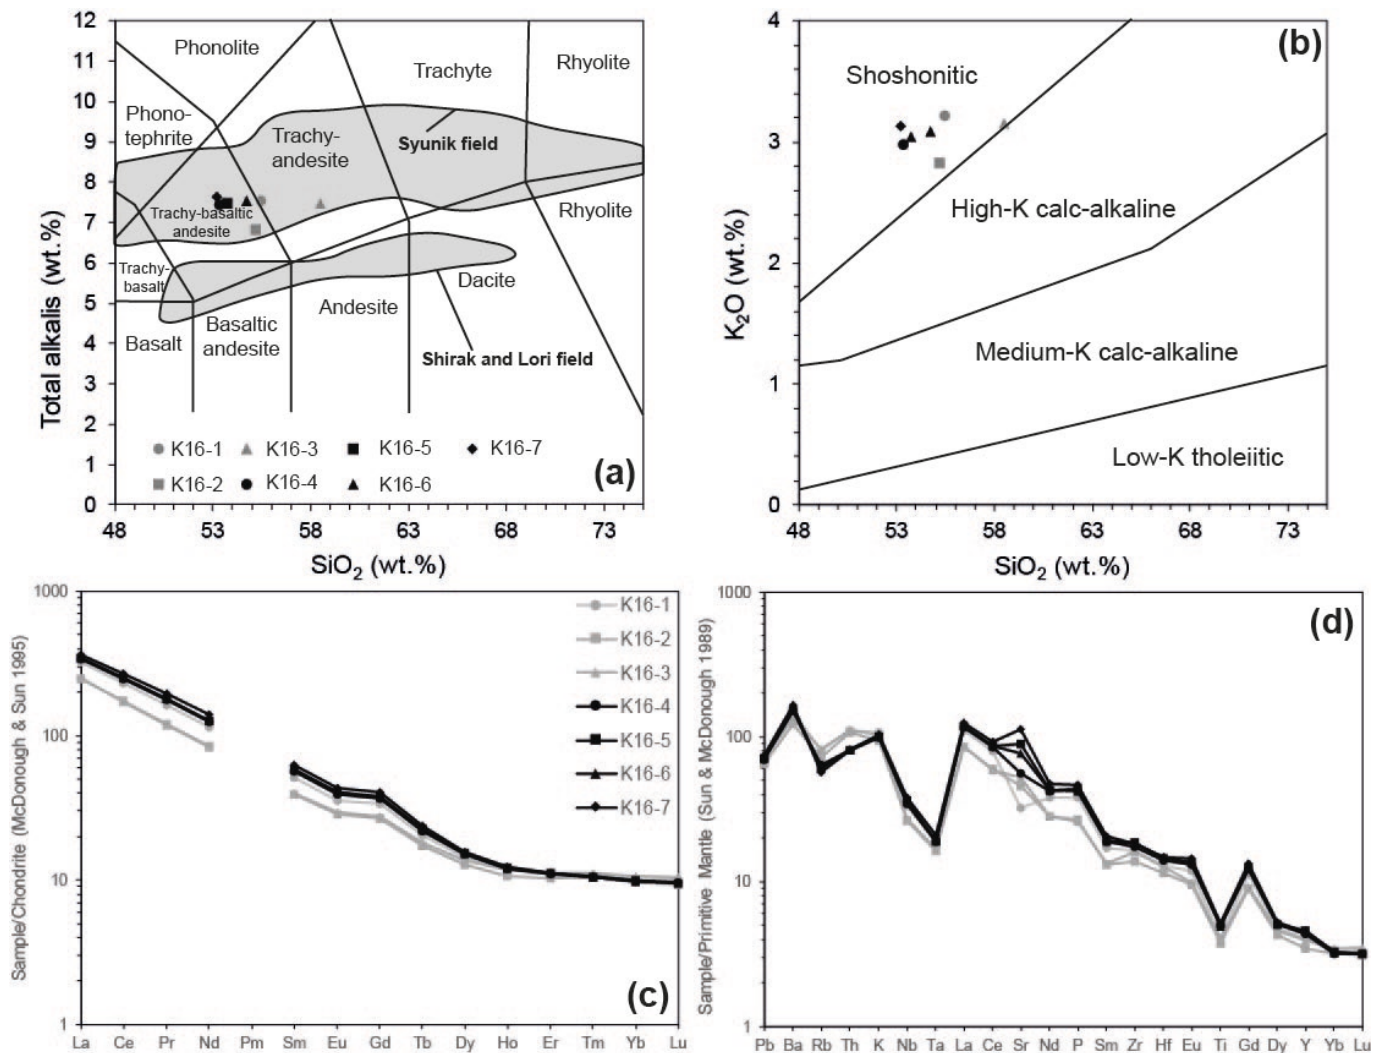 (a)
Total alkalis (wt.%)
12
11
10
9
8
7
6
5
4
3
2
1
0
Phonolite
Trachyte
Rhyolite
Phono-
tephrite
Trachy-
andesite
Syunik field
Trachy-basaltic
andesite
Rhyolite
Trachy-
basalt
Dacite
Andesite
Basalt
Basaltic
andesite
Shirak and Lori field
K16-1
K16-3
K16-5
K16-7
K16-2
K16-4
K16-6
48
53
58
63
68
73
SiO₂ (wt.%)
(b)
K₂O (wt.%)
4
3
2
1
0
Shoshonitic
High-K calc-alkaline
Medium-K calc-alkaline
Low-K tholeiitic
48
53
58
63
68
73
SiO₂ (wt.%)
Sample/Chondrite (McDonough & Sun 1995)
1000
100
10
1
K16-1
K16-2
K16-3
K16-4
K16-5
K16-6
K16-7
(c)
La Ce Pr Nd Pm Sm Eu Gd Tb Dy Ho Er Tm Yb Lu
Sample/Primitive Mantle (Sun & McDonough 1989)
1000
100
10
1
(d)
Pb Ba Rb Th K Nb Ta La Ce Sr Nd P Sm Zr Hf Eu Ti Gd Dy Y Yb Lu